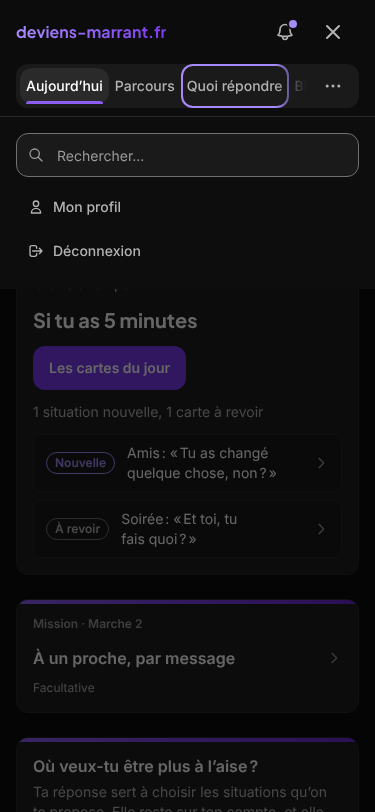 deviens-marrant.fr
Aujourd’hui Parcours Quoi répondre
Rechercher…
Mon profil
Déconnexion
Si tu as 5 minutes
Les cartes du jour
1 situation nouvelle, 1 carte à revoir
Nouvelle
Amis : « Tu as changé
quelque chose, non ? »
À revoir
Soirée : « Et toi, tu
fais quoi ? »
Mission · Marche 2
À un proche, par message
Facultative
Où veux-tu être plus à l’aise ?
Ta réponse sert à choisir les situations qu’on
te propose. Elle reste sur ton compte, et elle